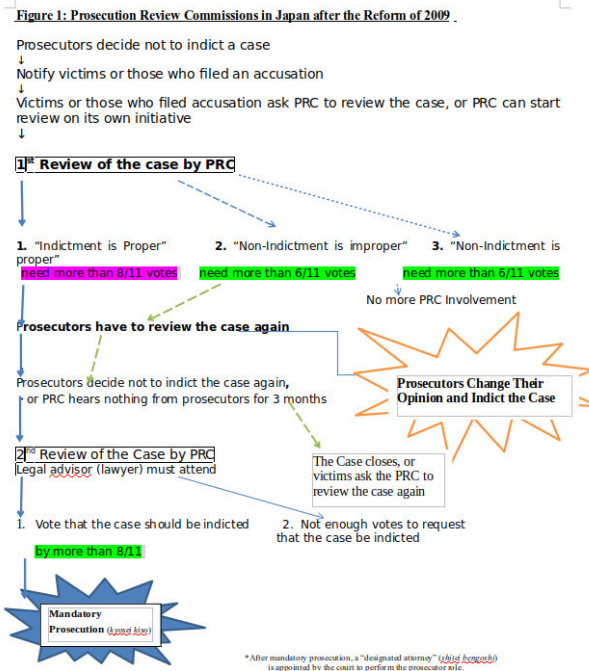 Figure 1: Prosecution Review Commissions in Japan after the Reform of 2009 .
Prosecutors decide not to indict a case
↓
Notify victims or those who filed an accusation
↓
Victims or those who filed accusation ask PRC to review the case, or PRC can start
review on its own initiative
↓
1st Review of the case by PRC
1. “Indictment is Proper” 2. “Non-Indictment is improper” 3. “Non-Indictment is
proper”
need more than 8/11 votes need more than 6/11 votes need more than 6/11 votes
No more PRC Involvement
Prosecutors have to review the case again
Prosecutors Change Their
Opinion and Indict the Case
Prosecutors decide not to indict the case again,
or PRC hears nothing from prosecutors for 3 months
2nd Review of the Case by PRC
Legal advisor (lawyer) must attend
The Case closes, or
victims ask the PRC to
review the case again
1. Vote that the case should be indicted 2. Not enough votes to request
that the case be indicted
by more than 8/11
Mandatory
Prosecution (kyosei kiso)
*After mandatory prosecution, a “designated attorney” (shitei bengoshi)
is appointed by the court to perform the prosecutor role.